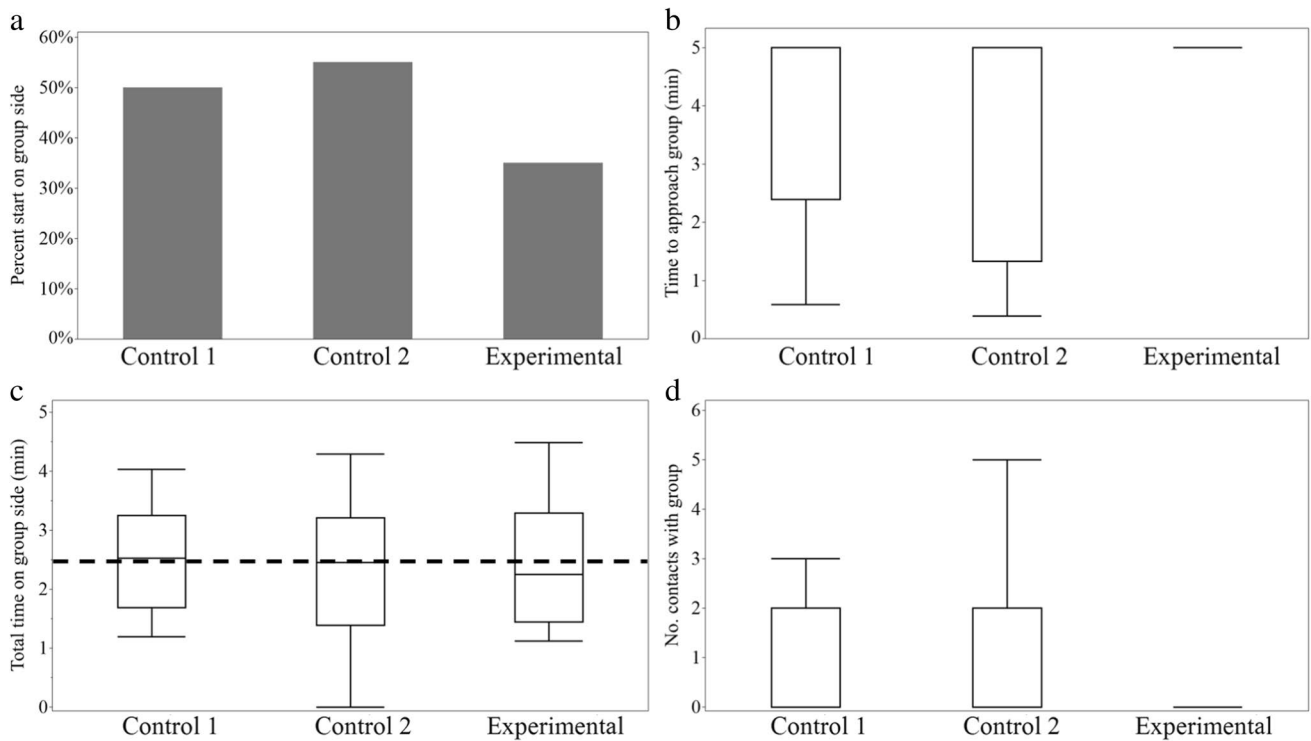 a
Percent start on group side
60%
50%
40%
30%
20%
10%
0%
Control 1 Control 2 Experimental
b
Time to approach group (min)
5
4
3
2
1
0
Control 1 Control 2 Experimental
c
Total time on group side (min)
5
4
3
2
1
0
Control 1 Control 2 Experimental
d
No. contacts with group
6
5
4
3
2
1
0
Control 1 Control 2 Experimental